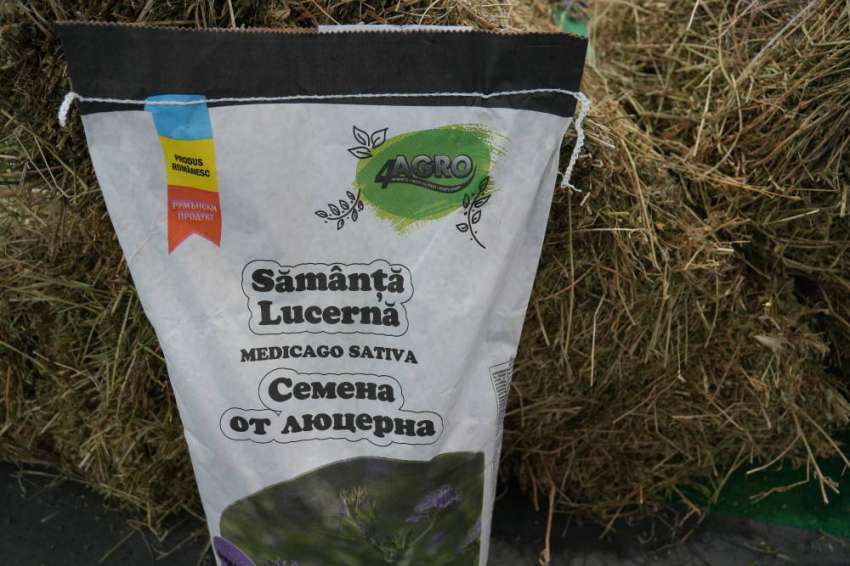 PRODUS
ROMÂNESC
РУМЪНСКИ
ПРОДУКТ
4AGRO
Sămânță
Lucernă
MEDICAGO SATIVA
Семена
от люцерна